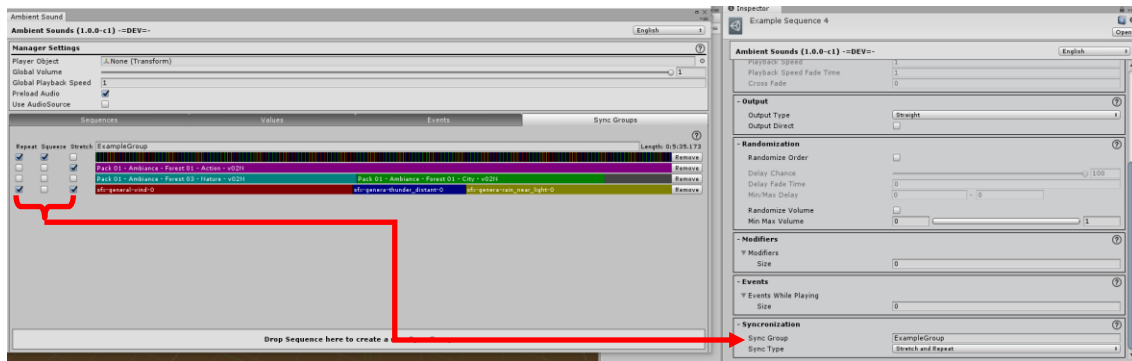 Ambient Sound
Ambient Sounds (1.0.0-c1) -=DEV=-
English
Manager Settings
Player Object
None (Transform)
Global Volume
1
Global Playback Speed
1
Preload Audio
Use AudioSource
Sequences
Values
Events
Sync Groups
Repeat Squeeze Stretch
ExampleGroup
Length: 0:9:35.173
Remove
Pack 01 - Ambiance - Forest 01 - Action - v02N
Remove
Pack 01 - Ambiance - Forest 03 - Nature - v02N
Pack 01 - Ambiance - Forest 01 - City - v02N
Remove
sfx-general-wind-0
sfx-genera-thunder_distant-0
sfx-genera-rain_near_light-0
Remove
Drop Sequence here to create a
Inspector
Example Sequence 4
Open
Ambient Sounds (1.0.0-c1) -=DEV=-
English
Playback Speed
1
Playback Speed Fade Time
1
Cross Fade
0
- Output
Output Type
Straight
Output Direct
- Randomization
Randomize Order
Delay Chance
100
Delay Fade Time
0
Min/Max Delay
0
- 0
Randomize Volume
Min Max Volume
0
1
- Modifiers
Modifiers
Size
0
- Events
Events While Playing
Size
0
- Syncronization
Sync Group
ExampleGroup
Sync Type
Stretch and Repeat